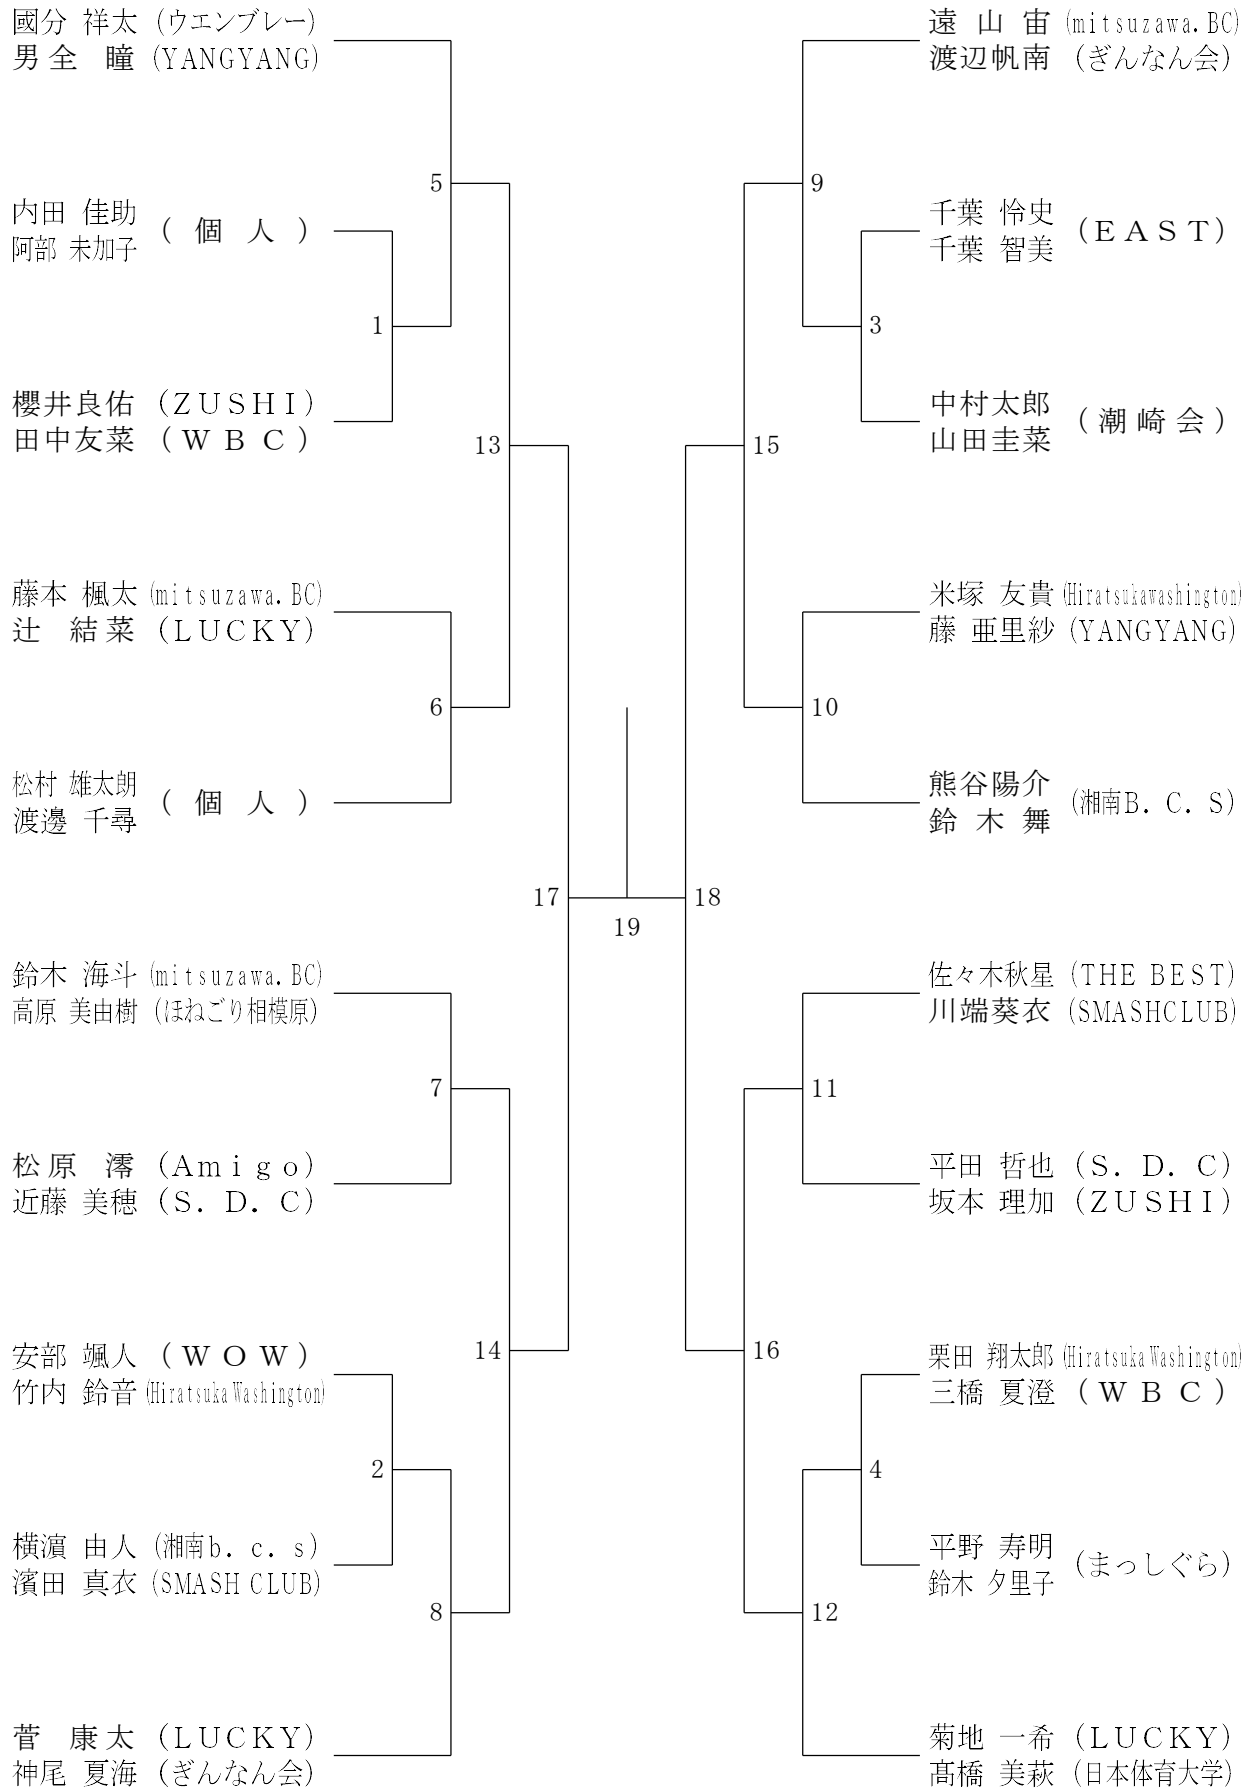 國分 祥太 (ウエンブレー)
男全 瞳 (YANGYANG)
5
内田 佳助
阿部 未加子
(個人)
1
櫻井良佑 (ZUSHI)
田中友菜 (WBC)
13
藤本 楓太 (mitsuzawa.BC)
辻 結菜 (LUCKY)
6
松村 雄太朗
渡邊 千尋
(個人)
17
鈴木 海斗 (mitsuzawa.BC)
高原 美由樹 (ほねごり相模原)
7
松原 澪 (Amigo)
近藤 美穂 (S.D.C)
14
安部 颯人 (WOW)
竹内 鈴音 (Hiratsuka Washington)
2
横濵 由人 (湘南b.c.s)
濱田 真衣 (SMASH CLUB)
8
菅 康太 (LUCKY)
神尾 夏海 (ぎんなん会)
19
遠山宙 (mitsuzawa.BC)
渡辺帆南 (ぎんなん会)
9
千葉 怜史
千葉 智美
(EAST)
3
中村太郎
山田圭菜
(潮崎会)
15
米塚 友貴 (Hiratsukawashington)
藤 亜里紗 (YANGYANG)
10
熊谷陽介
鈴木舞
(湘南B.C.S)
18
佐々木秋星 (THE BEST)
川端葵衣 (SMASHCLUB)
11
平田 哲也 (S.D.C)
坂本 理加 (ZUSHI)
16
栗田 翔太郎 (Hiratsuka Washington)
三橋 夏澄 (WBC)
4
平野 寿明
鈴木 夕里子
(まっしぐら)
12
菊地 一希 (LUCKY)
髙橋 美萩 (日本体育大学)